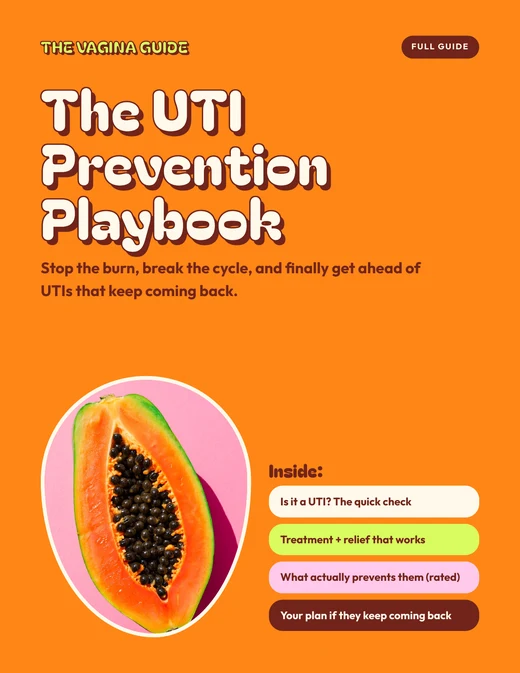 THE VAGINA GUIDE
FULL GUIDE
The UTI
Prevention
Playbook
Stop the burn, break the cycle, and finally get ahead of
UTIs that keep coming back.
Inside:
Is it a UTI? The quick check
Treatment + relief that works
What actually prevents them (rated)
Your plan if they keep coming back